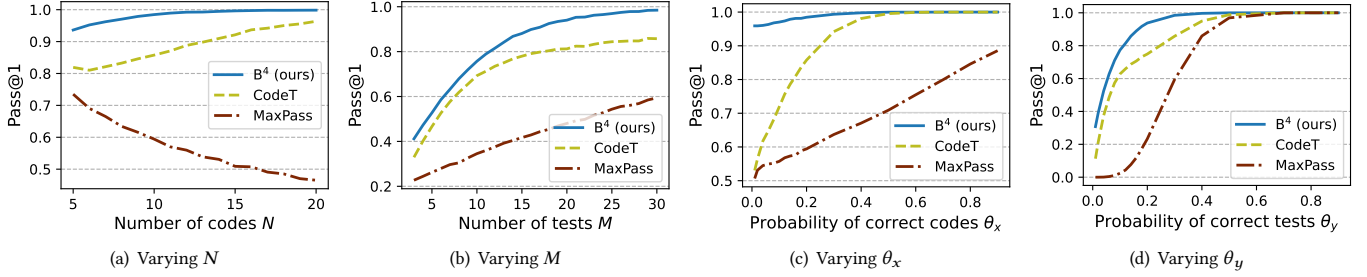 Pass@1
1.0
0.9
0.8
0.7
0.6
0.5
5
10
15
20
Number of codes N
B⁴ (ours)
CodeT
MaxPass
(a) Varying N
Pass@1
1.0
0.8
0.6
0.4
0.2
5
10
15
20
25
30
Number of tests M
B⁴ (ours)
CodeT
MaxPass
(b) Varying M
Pass@1
1.0
0.9
0.8
0.7
0.6
0.5
0.0
0.2
0.4
0.6
0.8
Probability of correct codes θₓ
B⁴ (ours)
CodeT
MaxPass
(c) Varying θₓ
Pass@1
1.0
0.8
0.6
0.4
0.2
0.0
0.0
0.2
0.4
0.6
0.8
Probability of correct tests θ_y
B⁴ (ours)
CodeT
MaxPass
(d) Varying θ_y